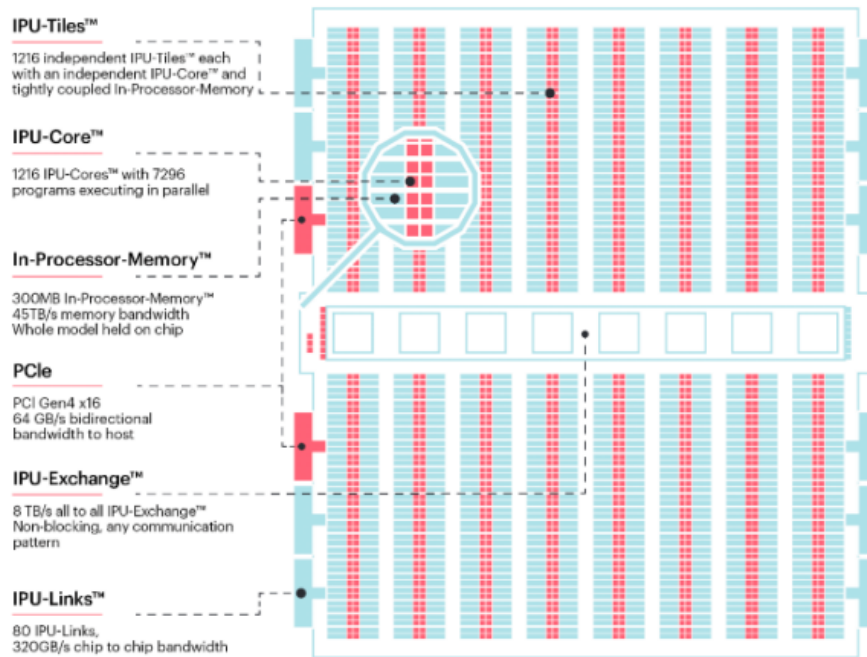 IPU-Tiles™
1216 independent IPU-Tiles™ each
with an independent IPU-Core™ and
tightly coupled In-Processor-Memory
IPU-Core™
1216 IPU-Cores™ with 7296
programs executing in parallel
In-Processor-Memory™
300MB In-Processor-Memory™
45TB/s memory bandwidth
Whole model held on chip
PCIe
PCI Gen4 x16
64 GB/s bidirectional
bandwidth to host
IPU-Exchange™
8 TB/s all to all IPU-Exchange™
Non-blocking, any communication
pattern
IPU-Links™
80 IPU-Links,
320GB/s chip to chip bandwidth